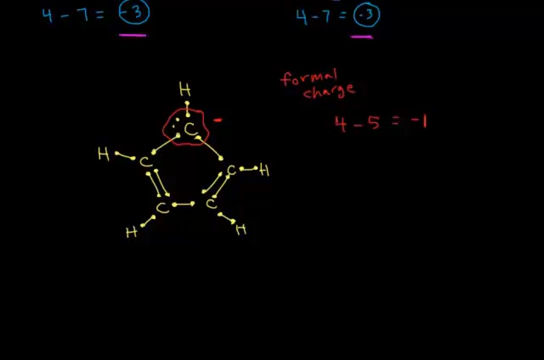 4 - 7 = -3
4 - 7 = -3
formal
charge
4 - 5 = -1
H
C
-
H
C
C
H
C
C
H
H